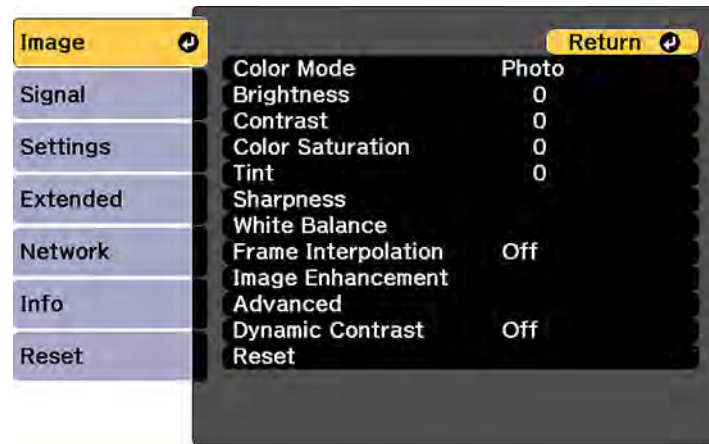 Image
Signal
Settings
Extended
Network
Info
Reset
Return
Color Mode Photo
Brightness 0
Contrast 0
Color Saturation 0
Tint 0
Sharpness
White Balance
Frame Interpolation Off
Image Enhancement
Advanced
Dynamic Contrast Off
Reset